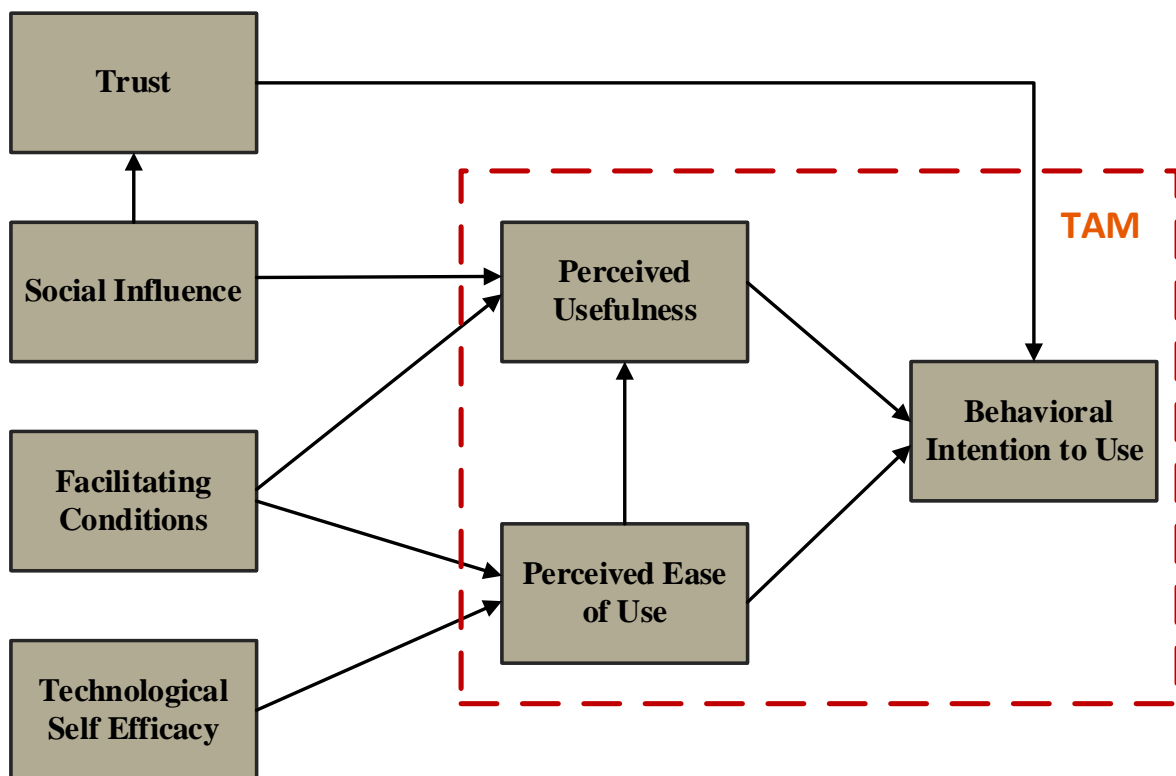 Trust
TAM
Social Influence
Perceived
Usefulness
Behavioral
Intention to Use
Facilitating
Conditions
Perceived Ease
of Use
Technological
Self Efficacy